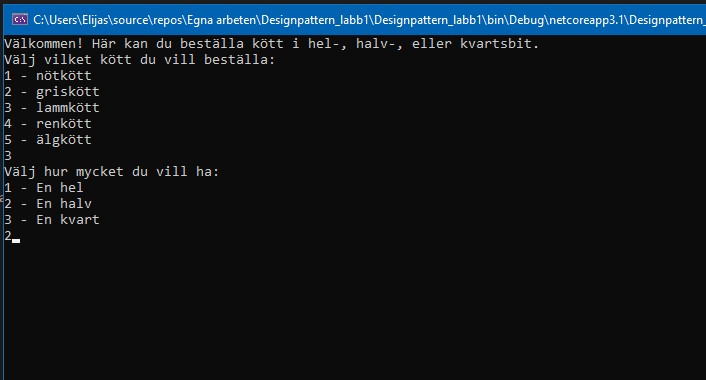 C:\Users\Elijas\source\repos\Egna arbeten\Designpattern_labb1\Designpattern_labb1\bin\Debug\netcoreapp3.1\Designpattern_
Välkommen! Här kan du beställa kött i hel-, halv-, eller kvartsbit.
Välj vilket kött du vill beställa:
1 - nötkött
2 - griskött
3 - lammkött
4 - renkött
5 - älgkött
3
Välj hur mycket du vill ha:
1 - En hel
2 - En halv
3 - En kvart
2